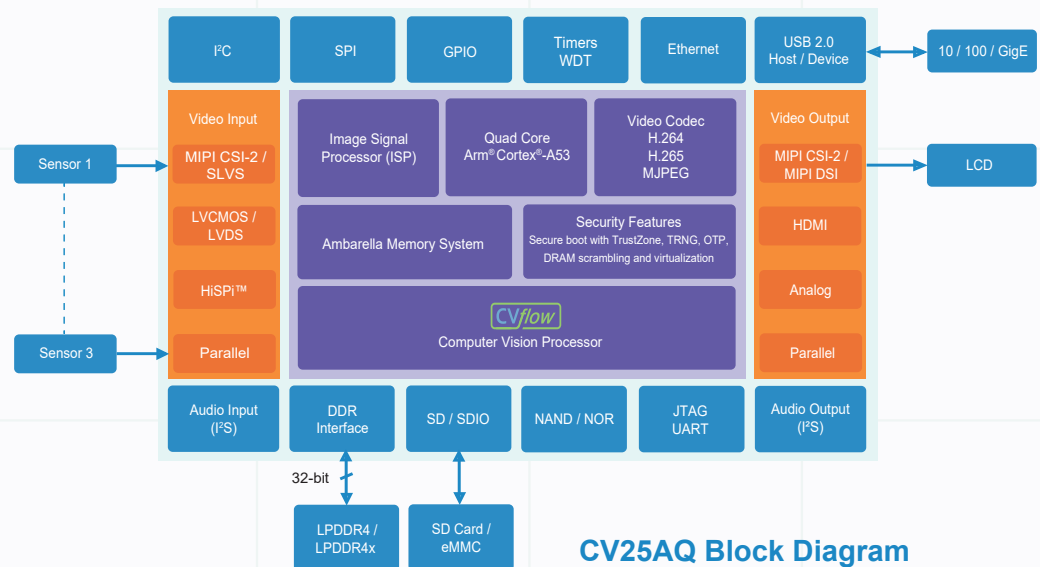 I²C
SPI
GPIO
Timers
WDT
Ethernet
USB 2.0
Host / Device
10 / 100 / GigE
Video Input
MIPI CSI-2 /
SLVS
LVCMOS /
LVDS
HiSPi™
Parallel
Sensor 1
Sensor 3
Image Signal
Processor (ISP)
Quad Core
Arm® Cortex®-A53
Video Codec
H.264
H.265
MJPEG
Ambarella Memory System
Security Features
Secure boot with TrustZone, TRNG, OTP,
DRAM scrambling and virtualization
CVflow
Computer Vision Processor
Video Output
MIPI CSI-2 /
MIPI DSI
HDMI
Analog
Parallel
LCD
Audio Input
(I²S)
DDR
Interface
SD / SDIO
NAND / NOR
JTAG
UART
Audio Output
(I²S)
32-bit
LPDDR4 /
LPDDR4x
SD Card /
eMMC
CV25AQ Block Diagram